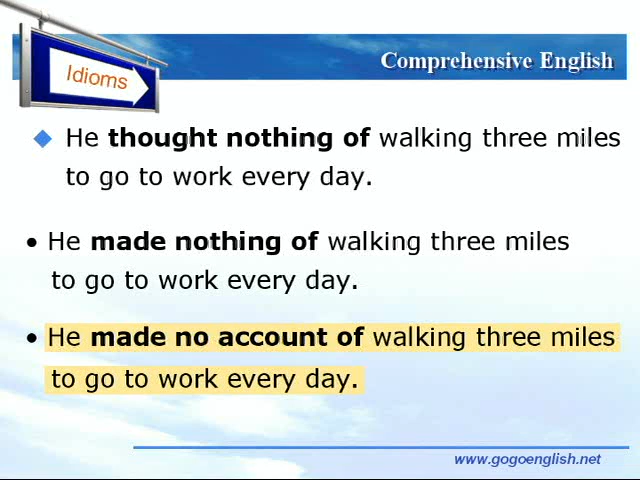 Idioms
Comprehensive English
He thought nothing of walking three miles
to go to work every day.
• He made nothing of walking three miles
to go to work every day.
• He made no account of walking three miles
to go to work every day.
www.gogoenglish.net